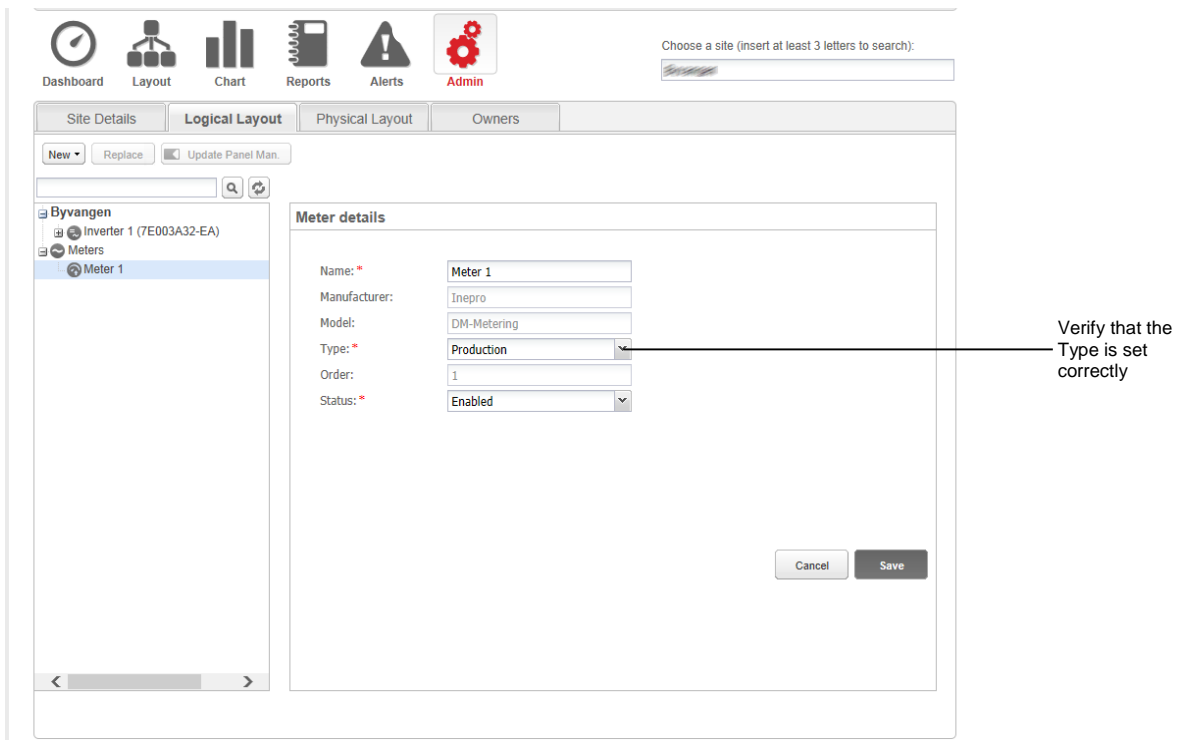 Dashboard
Layout
Chart
Reports
Alerts
Admin
Choose a site (insert at least 3 letters to search):
Site Details
Logical Layout
Physical Layout
Owners
New
Replace
Update Panel Man.
Byvangen
Inverter 1 (7E003A32-EA)
Meters
Meter 1
Meter details
Name: * Meter 1
Manufacturer: Inepro
Model: DM-Metering
Type: * Production
Order: 1
Status: * Enabled
Cancel
Save
Verify that the
Type is set
correctly